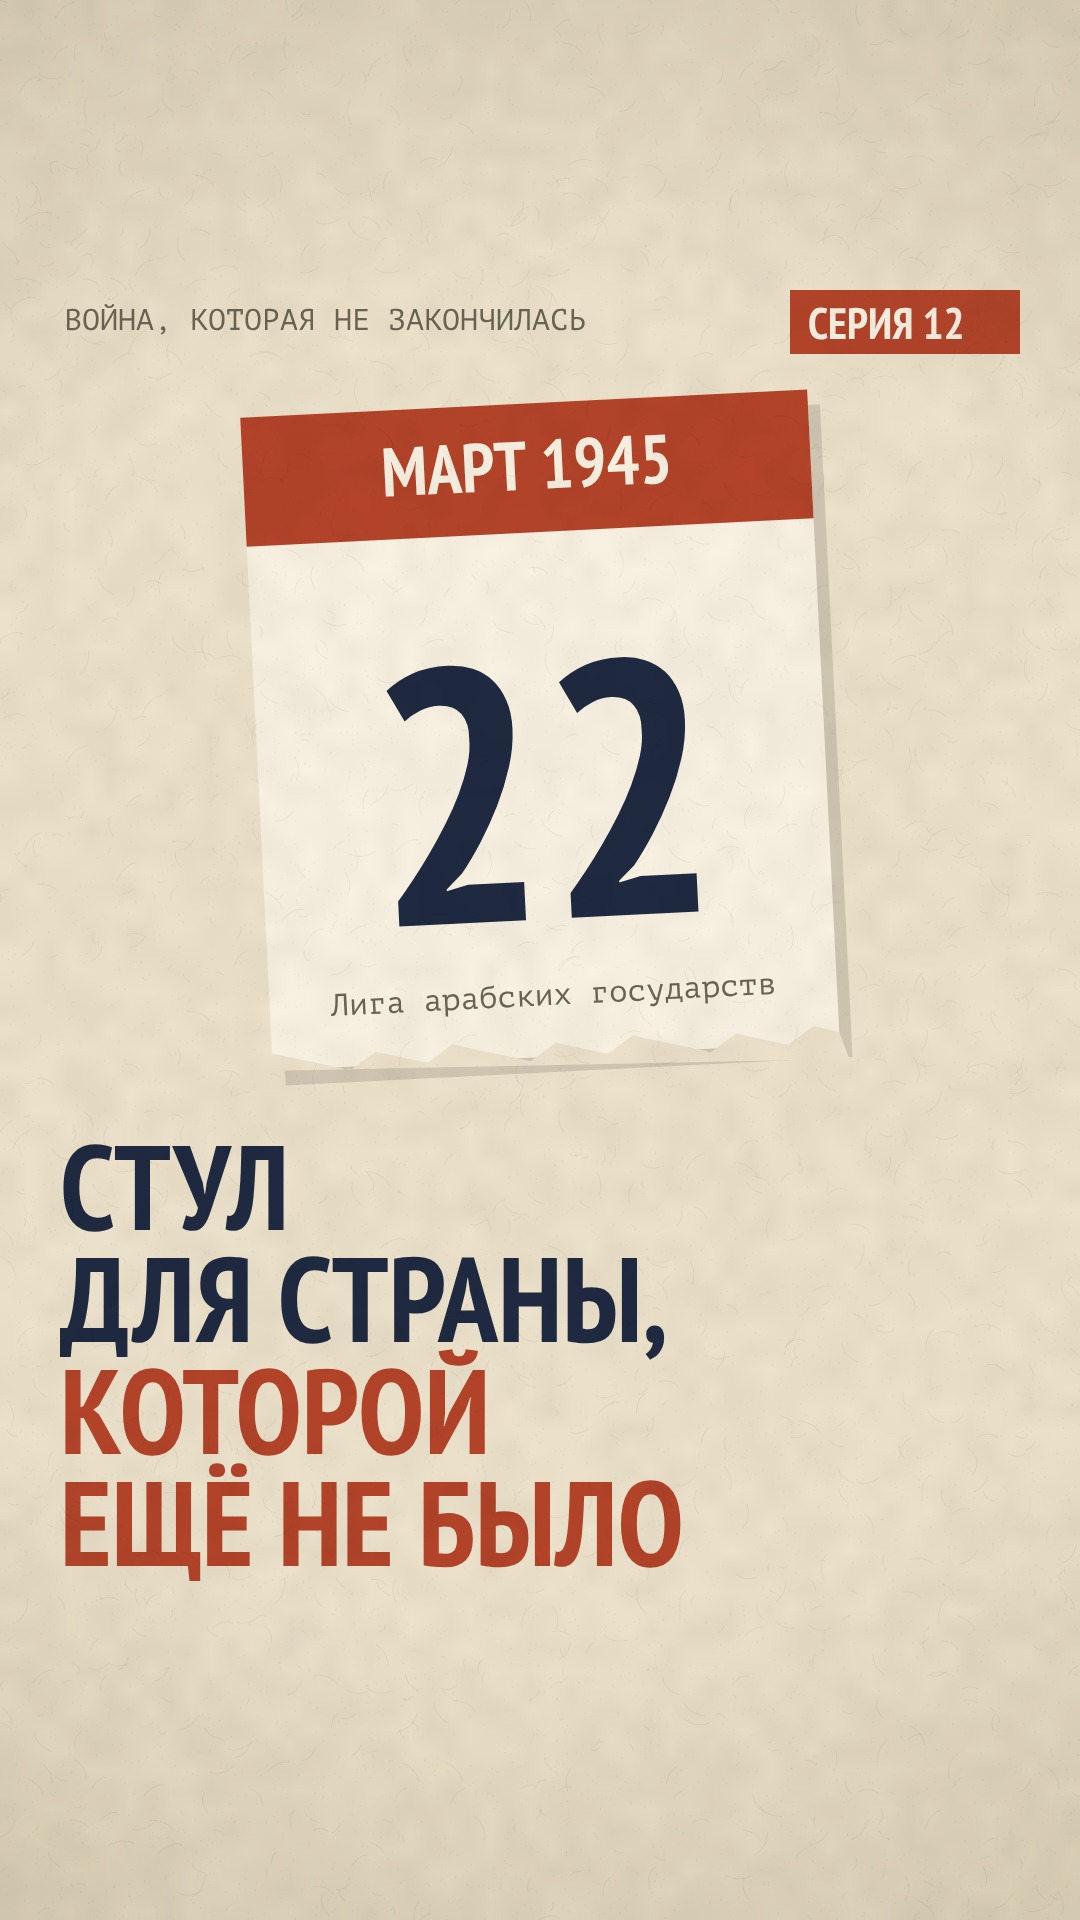 ВОЙНА, КОТОРАЯ НЕ ЗАКОНЧИЛАСЬ
СЕРИЯ 12
МАРТ 1945
22
Лига арабских государств
СТУЛ
ДЛЯ СТРАНЫ,
КОТОРОЙ
ЕЩЁ НЕ БЫЛО